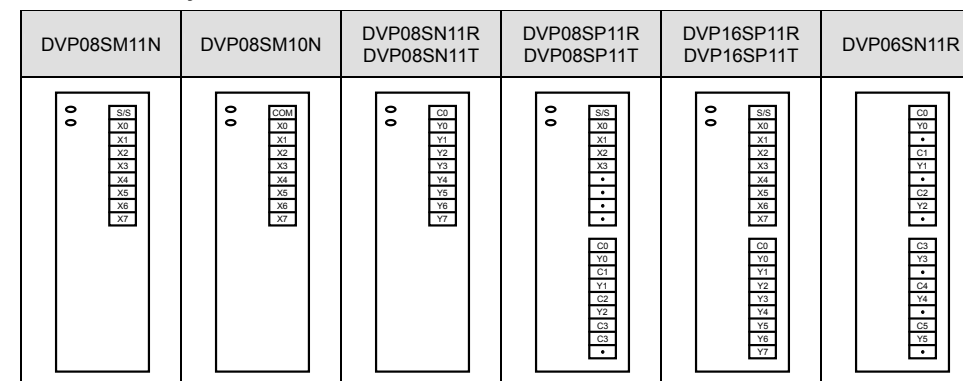 DVP08SM11N
DVP08SM10N
DVP08SN11R
DVP08SN11T
DVP08SP11R
DVP08SP11T
DVP16SP11R
DVP16SP11T
DVP06SN11R
S/S
X0
X1
X2
X3
X4
X5
X6
X7
COM
X0
X1
X2
X3
X4
X5
X6
X7
C0
Y0
Y1
Y2
Y3
Y4
Y5
Y6
Y7
S/S
X0
X1
X2
X3
•
•
•
•
C0
Y0
C1
Y1
C2
Y2
C3
C3
•
S/S
X0
X1
X2
X3
X4
X5
X6
X7
C0
Y0
Y1
Y2
Y3
Y4
Y5
Y6
Y7
C0
Y0
•
C1
Y1
•
C2
Y2
•
C3
Y3
•
C4
Y4
•
C5
Y5
•